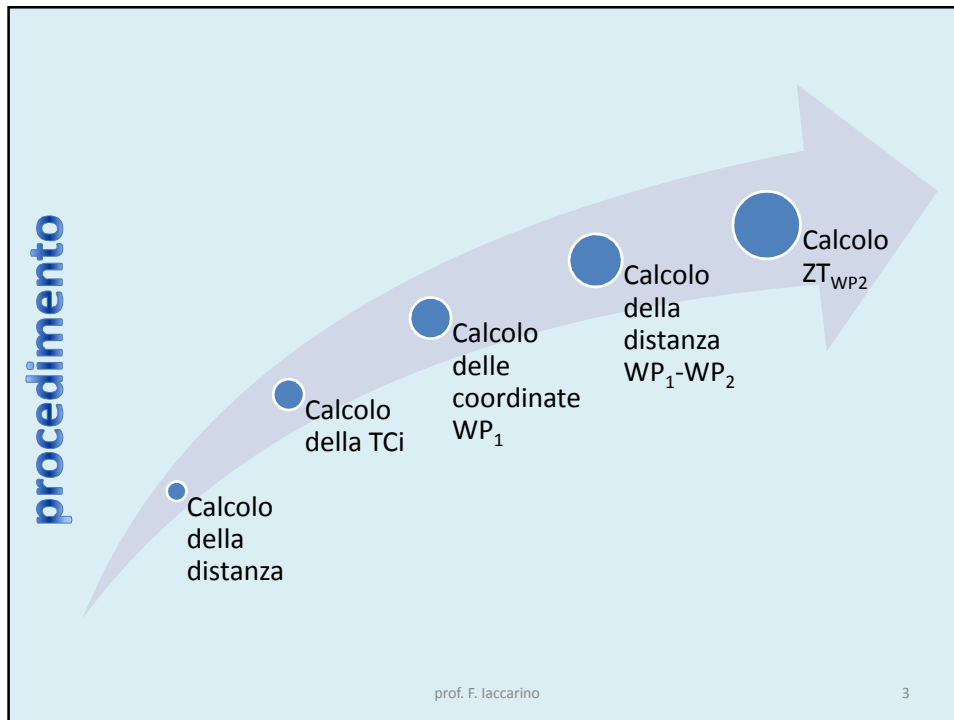 procedimento
Calcolo
della
distanza
Calcolo
della TCi
Calcolo
delle
coordinate
WP₁
Calcolo
della
distanza
WP₁-WP₂
Calcolo
ZT_WP2
prof. F. Iaccarino
3